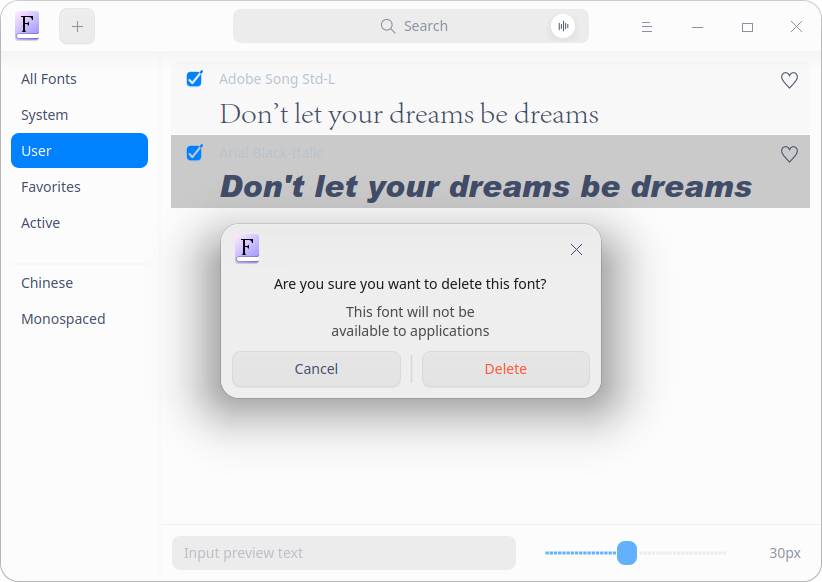 F
Search
All Fonts
System
User
Favorites
Active
Chinese
Monospaced
Adobe Song Std-L
Don’t let your dreams be dreams
Arial Black-Italic
Don't let your dreams be dreams
F
Are you sure you want to delete this font?
This font will not be
available to applications
Cancel
Delete
Input preview text
30px